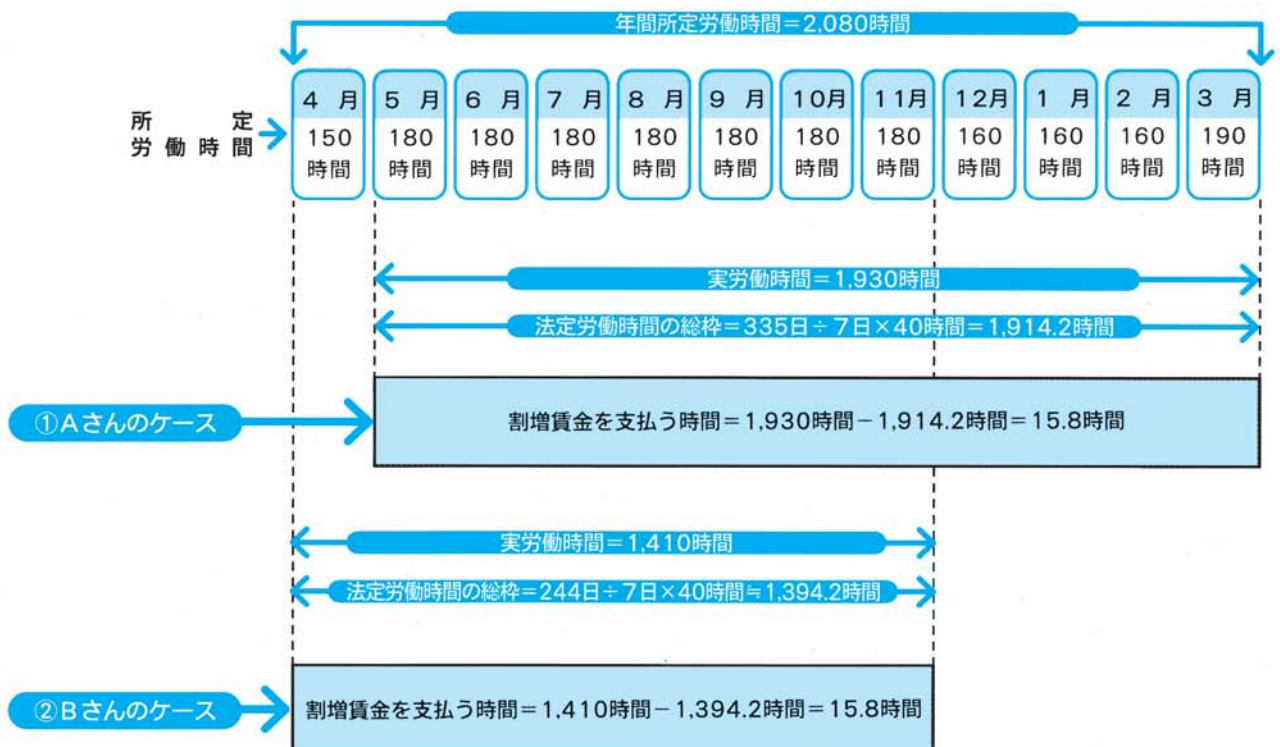 年間所定労働時間＝2,080時間
所定
労働時間
4月 5月 6月 7月 8月 9月 10月 11月 12月 1月 2月 3月
150 180 180 180 180 180 180 180 160 160 160 190
時間 時間 時間 時間 時間 時間 時間 時間 時間 時間 時間 時間
実労働時間＝1,930時間
法定労働時間の総枠＝335日÷7日×40時間＝1,914.2時間
①Aさんのケース
割増賃金を支払う時間＝1,930時間－1,914.2時間＝15.8時間
実労働時間＝1,410時間
法定労働時間の総枠＝244日÷7日×40時間≒1,394.2時間
②Bさんのケース
割増賃金を支払う時間＝1,410時間－1,394.2時間＝15.8時間